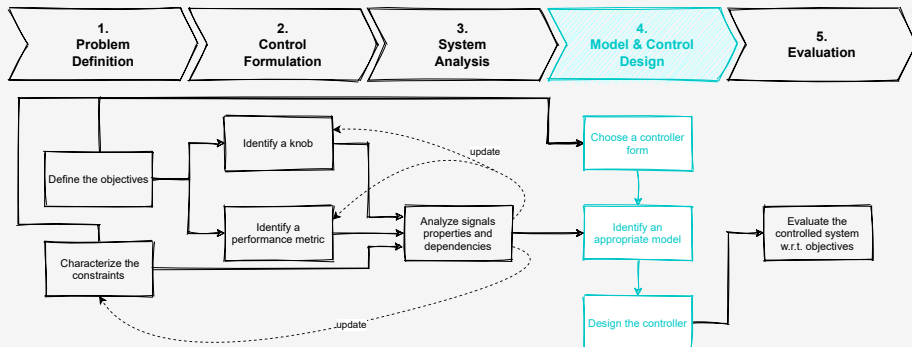 1.
Problem
Definition
2.
Control
Formulation
3.
System
Analysis
4.
Model & Control
Design
5.
Evaluation
Define the objectives
Characterize the
constraints
Identify a knob
Identify a
performance metric
update
update
Analyze signals
properties and
dependencies
Choose a controller
form
Identify an
appropriate model
Design the controller
Evaluate the
controlled system
w.r.t. objectives